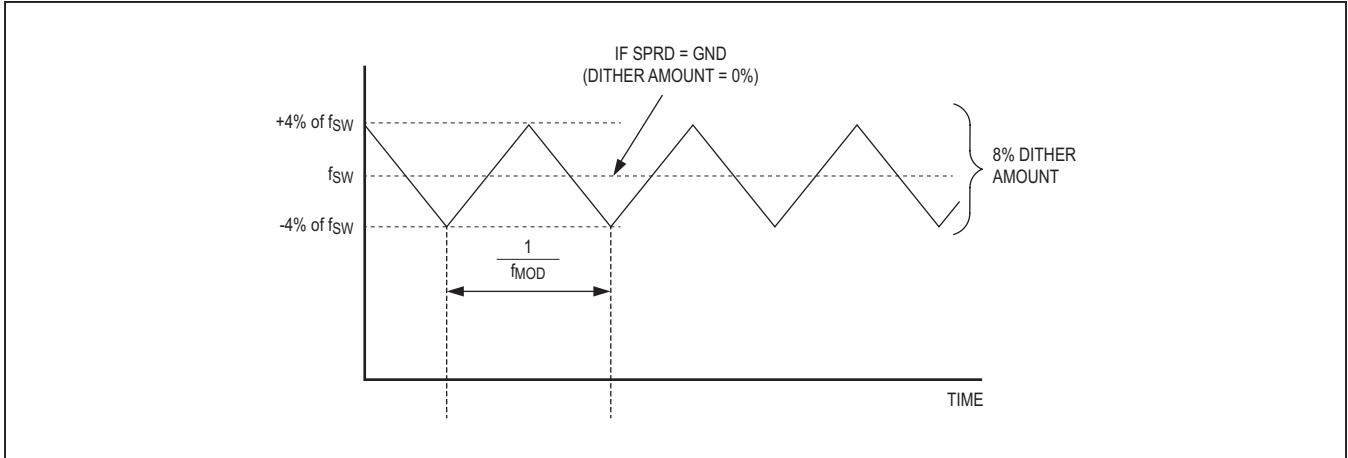 IF SPRD = GND
(DITHER AMOUNT = 0%)
+4% of fSW
fSW
-4% of fSW
8% DITHER
AMOUNT
1
fMOD
TIME